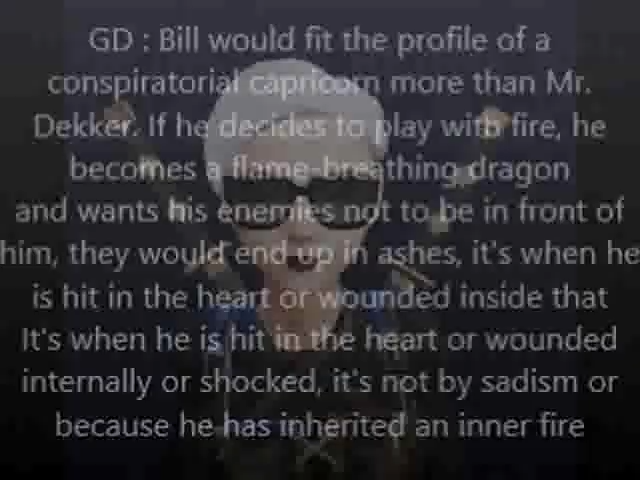 GD : Bill would fit the profile of a
conspiratorial capricorn more than Mr.
Dekker. If he decides to play with fire, he
becomes a flame-breathing dragon
and wants his enemies not to be in front of
him, they would end up in ashes, it's when he
is hit in the heart or wounded inside that
It's when he is hit in the heart or wounded
internally or shocked, it's not by sadism or
because he has inherited an inner fire